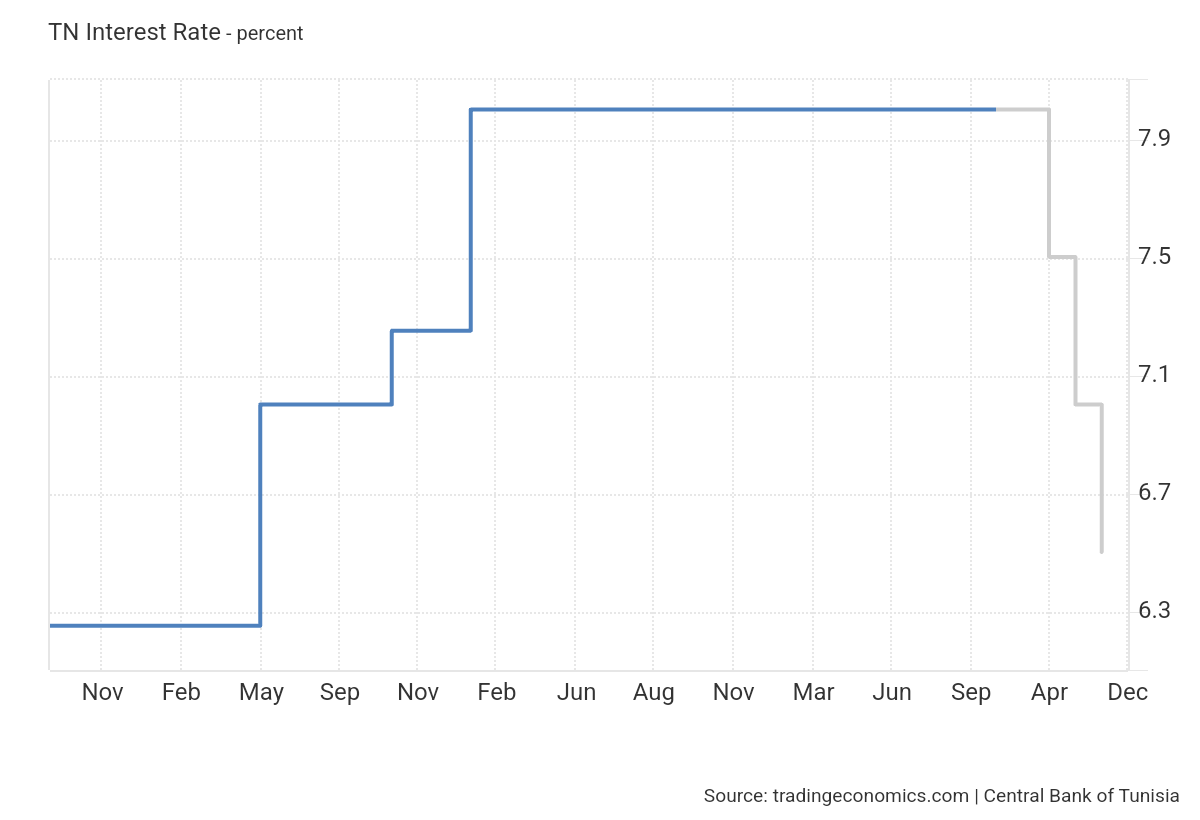 TN Interest Rate - percent
7.9
7.5
7.1
6.7
6.3
Nov Feb May Sep Nov Feb Jun Aug Nov Mar Jun Sep Apr Dec
Source: tradingeconomics.com | Central Bank of Tunisia